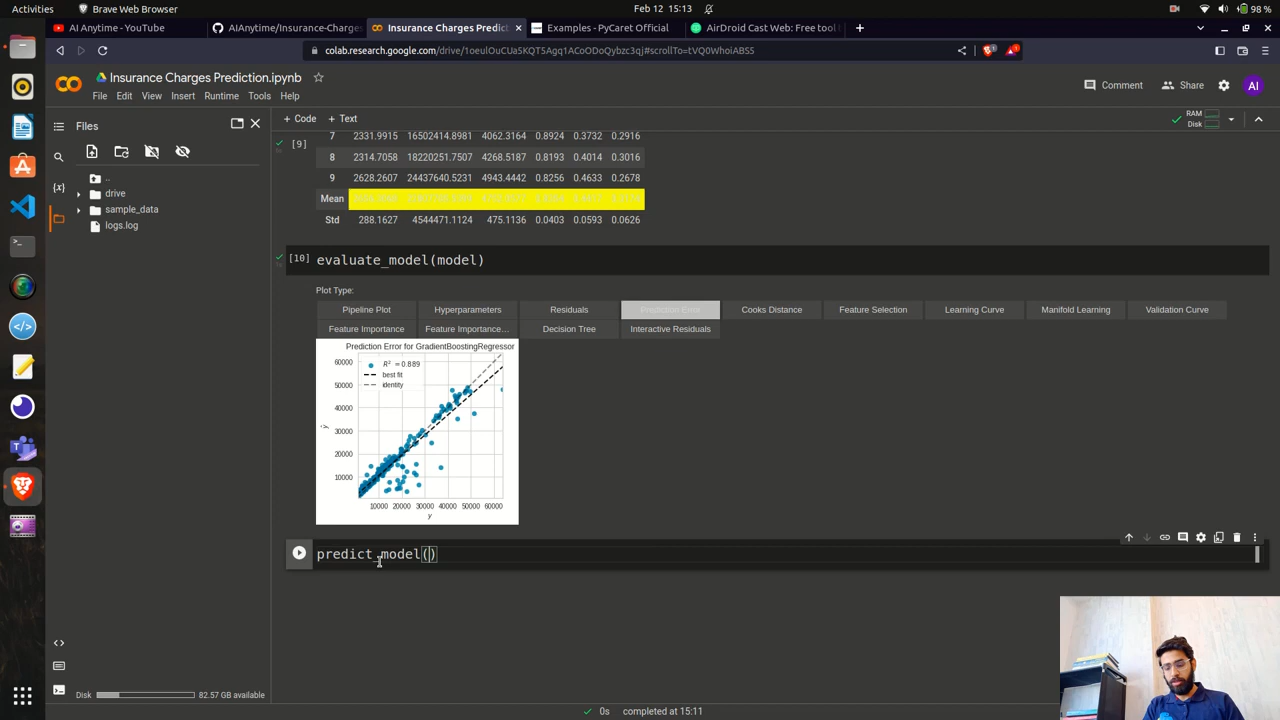 Activities
Brave Web Browser
Feb 12 15:13
98 %
AI Anytime - YouTube
AIAnytime/Insurance-Charges
Insurance Charges Predicti
Examples - PyCaret Official
AirDroid Cast Web: Free tool
colab.research.google.com/drive/1oeulOuCUa5KQT5Agq1ACoODoQybzc3qj#scrollTo=tVQ0WhoiABS5
Insurance Charges Prediction.ipynb
File Edit View Insert Runtime Tools Help
Comment
Share
AI
Files
+ Code + Text
RAM
Disk
..
drive
sample_data
logs.log
{x}
[9]
7 2331.9915 16502414.8981 4062.3164 0.8924 0.3732 0.2916
8 2314.7058 18220251.7507 4268.5187 0.8193 0.4014 0.3016
9 2628.2607 24437640.5231 4943.4442 0.8256 0.4633 0.2678
Mean
Std 288.1627 4544471.1124 475.1136 0.0403 0.0593 0.0626
[10] evaluate_model(model)
Plot Type:
Pipeline Plot Hyperparameters Residuals Prediction Error Cooks Distance Feature Selection Learning Curve Manifold Learning Validation Curve
Feature Importance Feature Importance... Decision Tree Interactive Residuals
Prediction Error for GradientBoostingRegressor
R² = 0.889
best fit
identity
60000
50000
40000
30000
20000
10000
ŷ
10000 20000 30000 40000 50000 60000
y
predict_model()
Disk
82.57 GB available
0s completed at 15:11